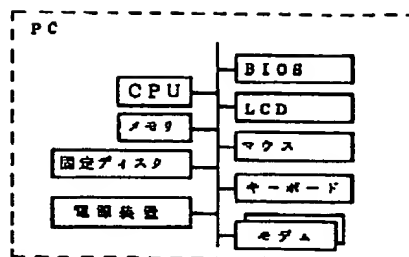 PC
BIOS
CPU
LCD
メモリ
マウス
固定ディスク
キーボード
電源装置
モデム